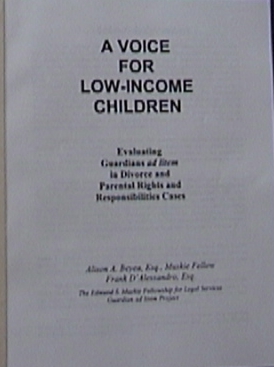 A VOICE
FOR
LOW-INCOME
CHILDREN
Evaluating
Guardians ad litem
in Divorce and
Parental Rights and
Responsibilities Cases
Alison A. Beyea, Esq., Muskie Fellow
Frank D'Alessandro, Esq.
The Edmund S. Muskie Fellowship for Legal Services
Guardian ad litem Project